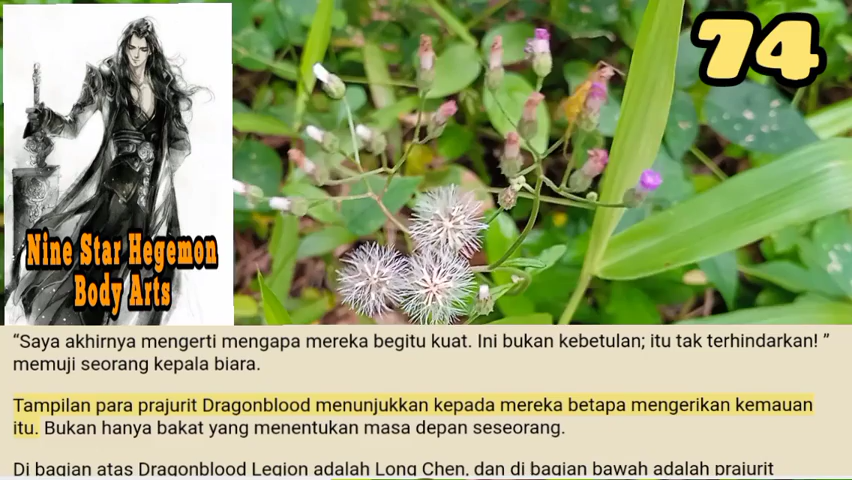 74
Nine Star Hegemon
Body Arts
“Saya akhirnya mengerti mengapa mereka begitu kuat. Ini bukan kebetulan; itu tak terhindarkan! ”
memuji seorang kepala biara.
Tampilan para prajurit Dragonblood menunjukkan kepada mereka betapa mengerikan kemauan
itu. Bukan hanya bakat yang menentukan masa depan seseorang.
Di bagian atas Dragonblood Legion adalah Long Chen, dan di bagian bawah adalah prajurit